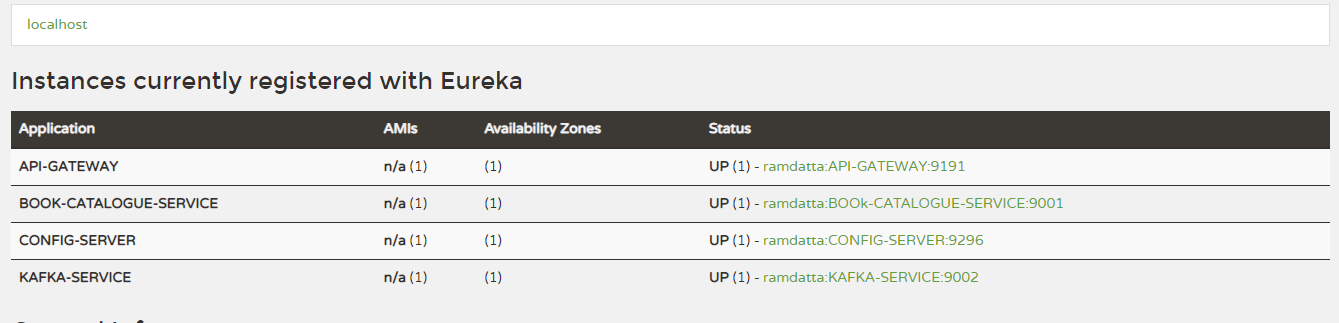 localhost
Instances currently registered with Eureka
Application AMIs Availability Zones Status
API-GATEWAY n/a (1) (1) UP (1) - ramdatta:API-GATEWAY:9191
BOOK-CATALOGUE-SERVICE n/a (1) (1) UP (1) - ramdatta:BOOk-CATALOGUE-SERVICE:9001
CONFIG-SERVER n/a (1) (1) UP (1) - ramdatta:CONFIG-SERVER:9296
KAFKA-SERVICE n/a (1) (1) UP (1) - ramdatta:KAFKA-SERVICE:9002